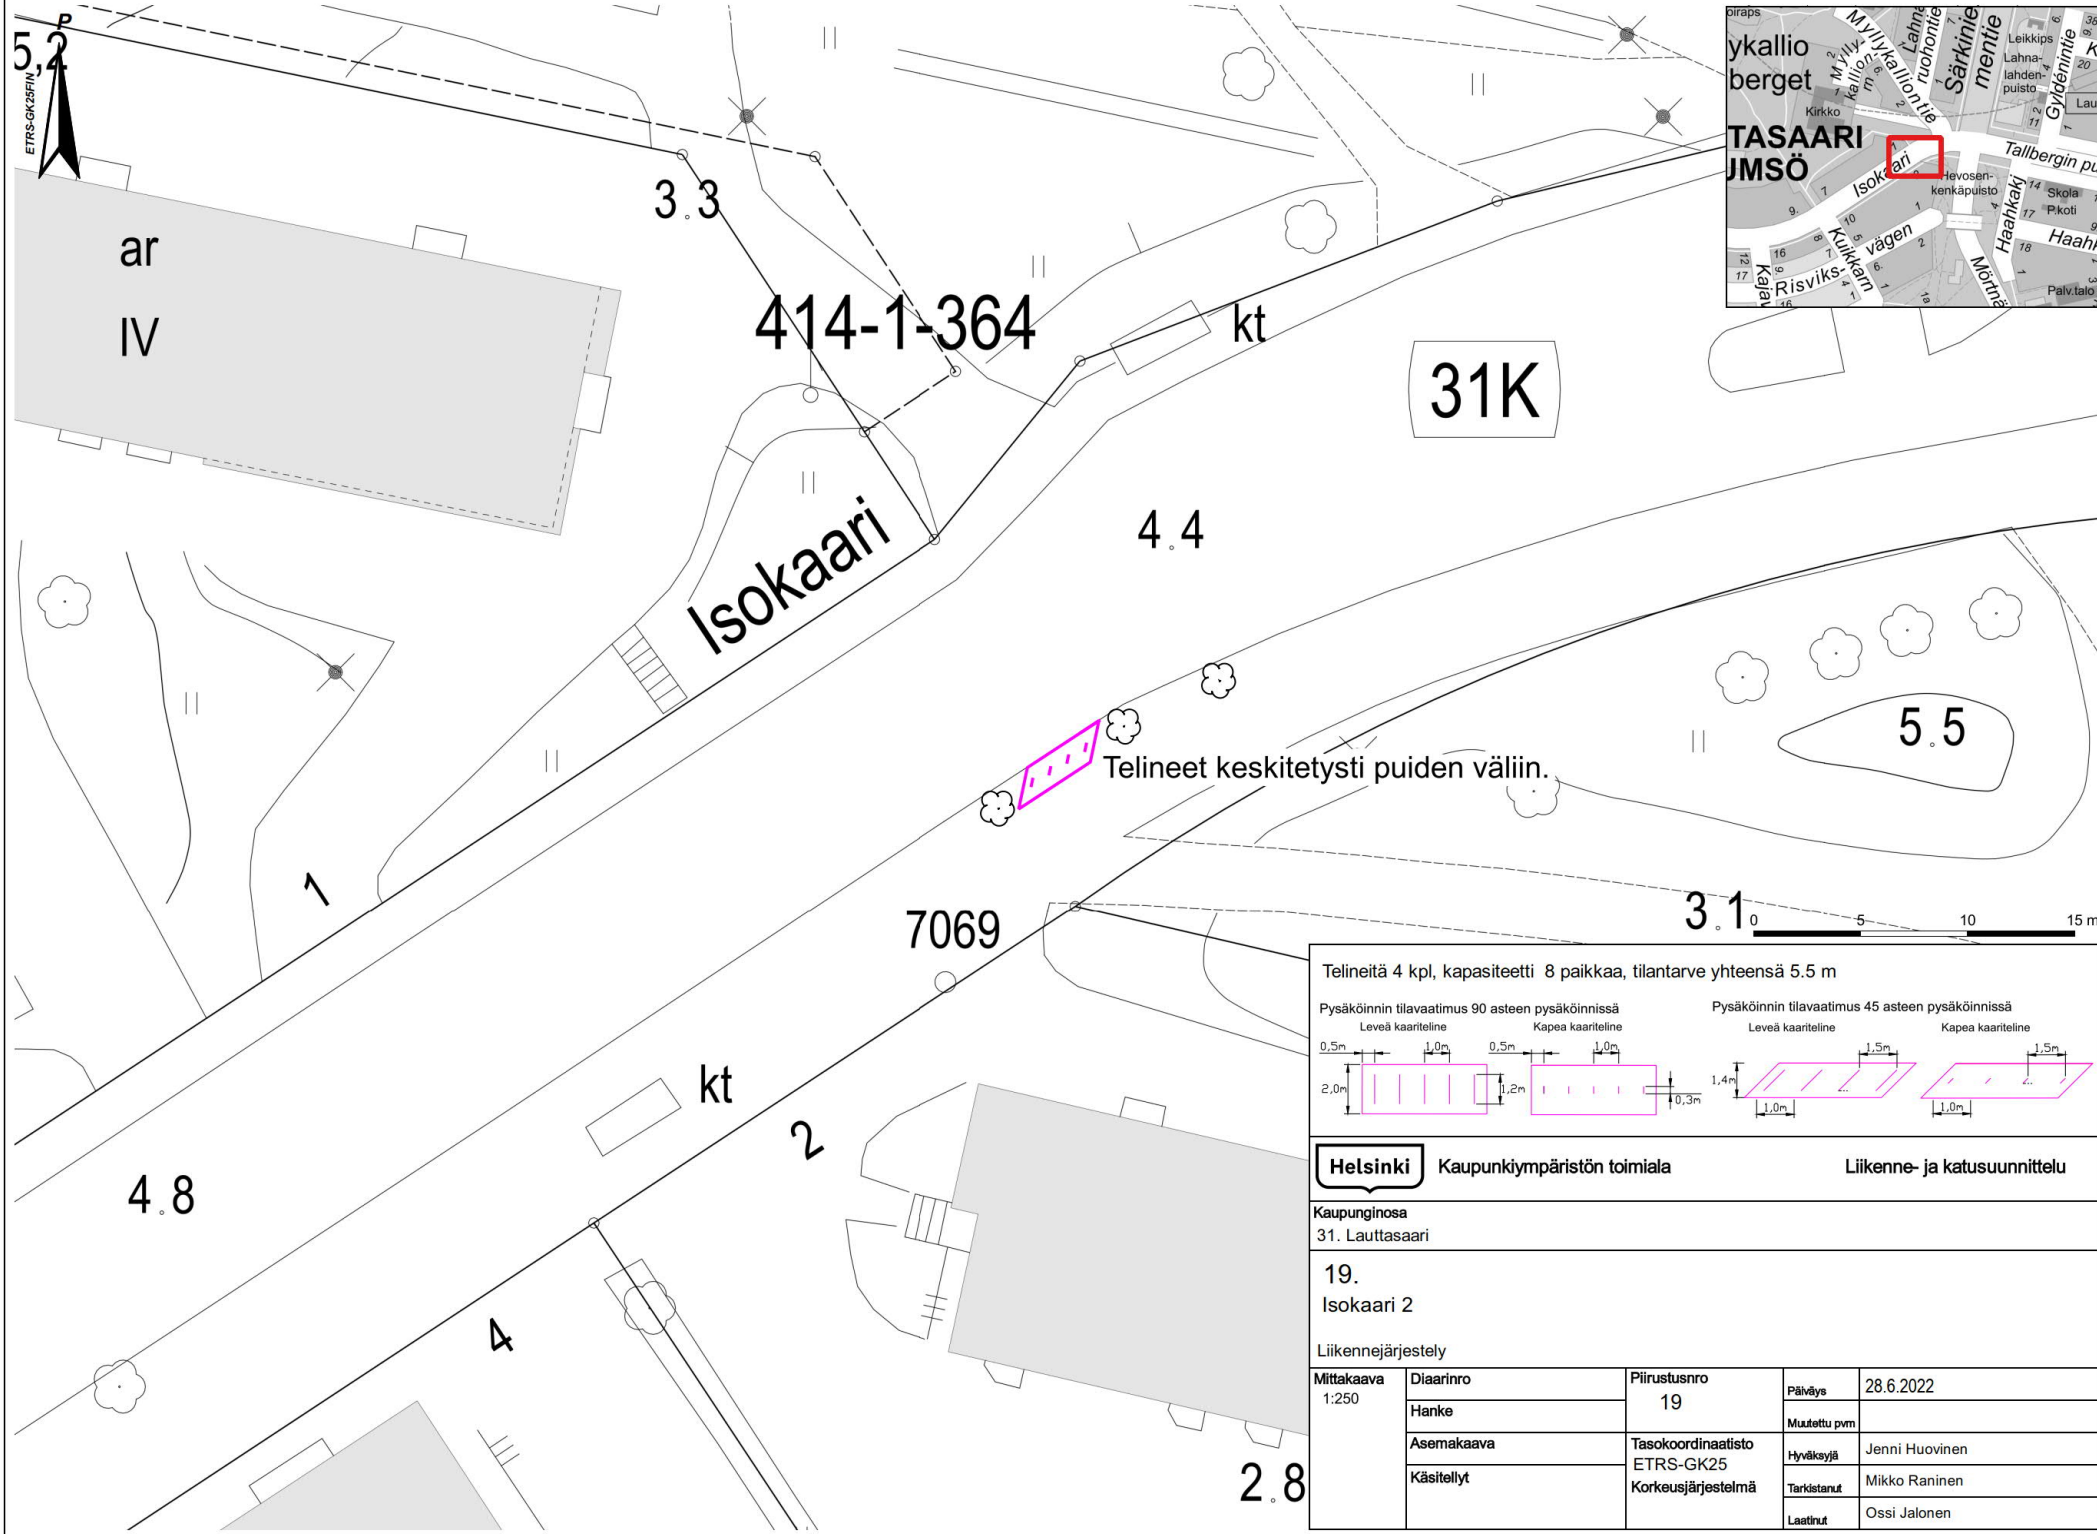 P
5,2
ETRS-GK25FIN
ar
IV
3.3
414-1-364
kt
31K
4.4
Isokaari
Telineet keskitetysti puiden väliin.
5.5
1
7069
3.1
0 5 10 15 m
kt
2
4.8
4
2.8
ykallio
berget
Mylly-
kallion-
Myllykalliontie
ruohontie
Särkinie
mentie
Leikkips
Lahna-
lahden-
puisto
Gyldénintie
Kirkko
TASAARI
JMSÖ
Isokaari
Tallbergin pu
Hevosen-
kenkäpuisto
Haahkakj
Skola
P.koti
Kuikkarn
Risviks-
vägen
Mörtnä
Palv.talo
Telineitä 4 kpl, kapasiteetti 8 paikkaa, tilantarve yhteensä 5.5 m
Pysäköinnin tilavaatimus 90 asteen pysäköinnissä
Leveä kaariteline Kapea kaariteline
0,5m 1,0m 0,5m 1,0m
2,0m 1,2m 0,3m
Pysäköinnin tilavaatimus 45 asteen pysäköinnissä
Leveä kaariteline Kapea kaariteline
1,5m 1,5m
1,4m
1,0m 1,0m
Helsinki Kaupunkiympäristön toimiala Liikenne- ja katusuunnittelu
Kaupunginosa
31. Lauttasaari
19.
Isokaari 2
Liikennejärjestely
Mittakaava
1:250
Diaarinro
Hanke
Asemakaava
Käsitellyt
Piirustusnro
19
Tasokoordinaatisto
ETRS-GK25
Korkeusjärjestelmä
Päiväys 28.6.2022
Muutettu pvm
Hyväksyjä Jenni Huovinen
Tarkistanut Mikko Raninen
Laatinut Ossi Jalonen